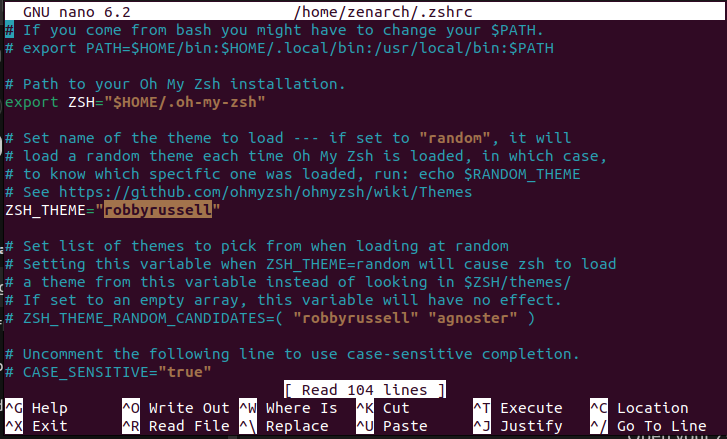 GNU nano 6.2 /home/zenarch/.zshrc
# If you come from bash you might have to change your $PATH.
# export PATH=$HOME/bin:$HOME/.local/bin:/usr/local/bin:$PATH
# Path to your Oh My Zsh installation.
export ZSH="$HOME/.oh-my-zsh"
# Set name of the theme to load --- if set to "random", it will
# load a random theme each time Oh My Zsh is loaded, in which case,
# to know which specific one was loaded, run: echo $RANDOM_THEME
# See https://github.com/ohmyzsh/ohmyzsh/wiki/Themes
ZSH_THEME="robbyrussell"
# Set list of themes to pick from when loading at random
# Setting this variable when ZSH_THEME=random will cause zsh to load
# a theme from this variable instead of looking in $ZSH/themes/
# If set to an empty array, this variable will have no effect.
# ZSH_THEME_RANDOM_CANDIDATES=( "robbyrussell" "agnoster" )
# Uncomment the following line to use case-sensitive completion.
# CASE_SENSITIVE="true"
[ Read 104 lines ]
^G Help ^O Write Out ^W Where Is ^K Cut ^T Execute ^C Location
^X Exit ^R Read File ^\ Replace ^U Paste ^J Justify ^/ Go To Line